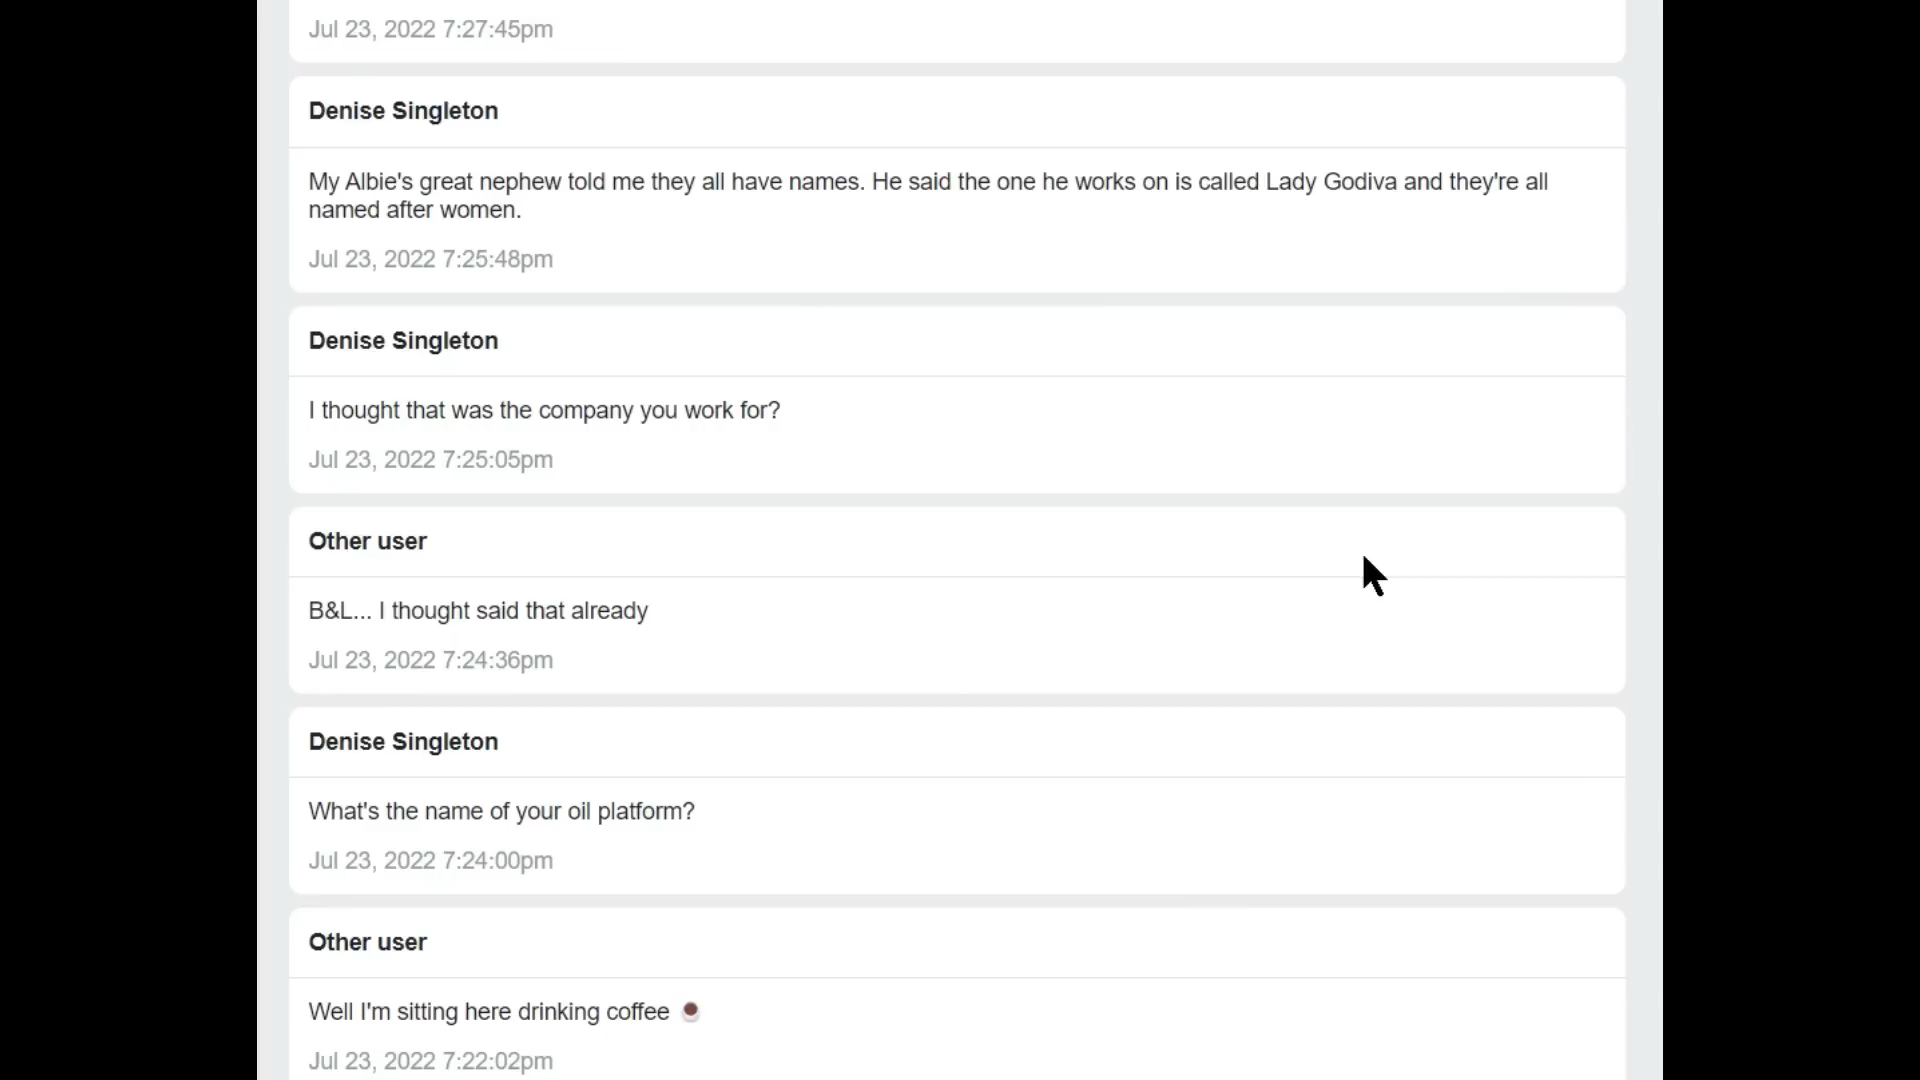 Jul 23, 2022 7:27:45pm
Denise Singleton
My Albie's great nephew told me they all have names. He said the one he works on is called Lady Godiva and they're all
named after women.
Jul 23, 2022 7:25:48pm
Denise Singleton
I thought that was the company you work for?
Jul 23, 2022 7:25:05pm
Other user
B&L... I thought said that already
Jul 23, 2022 7:24:36pm
Denise Singleton
What's the name of your oil platform?
Jul 23, 2022 7:24:00pm
Other user
Well I'm sitting here drinking coffee ☕
Jul 23, 2022 7:22:02pm